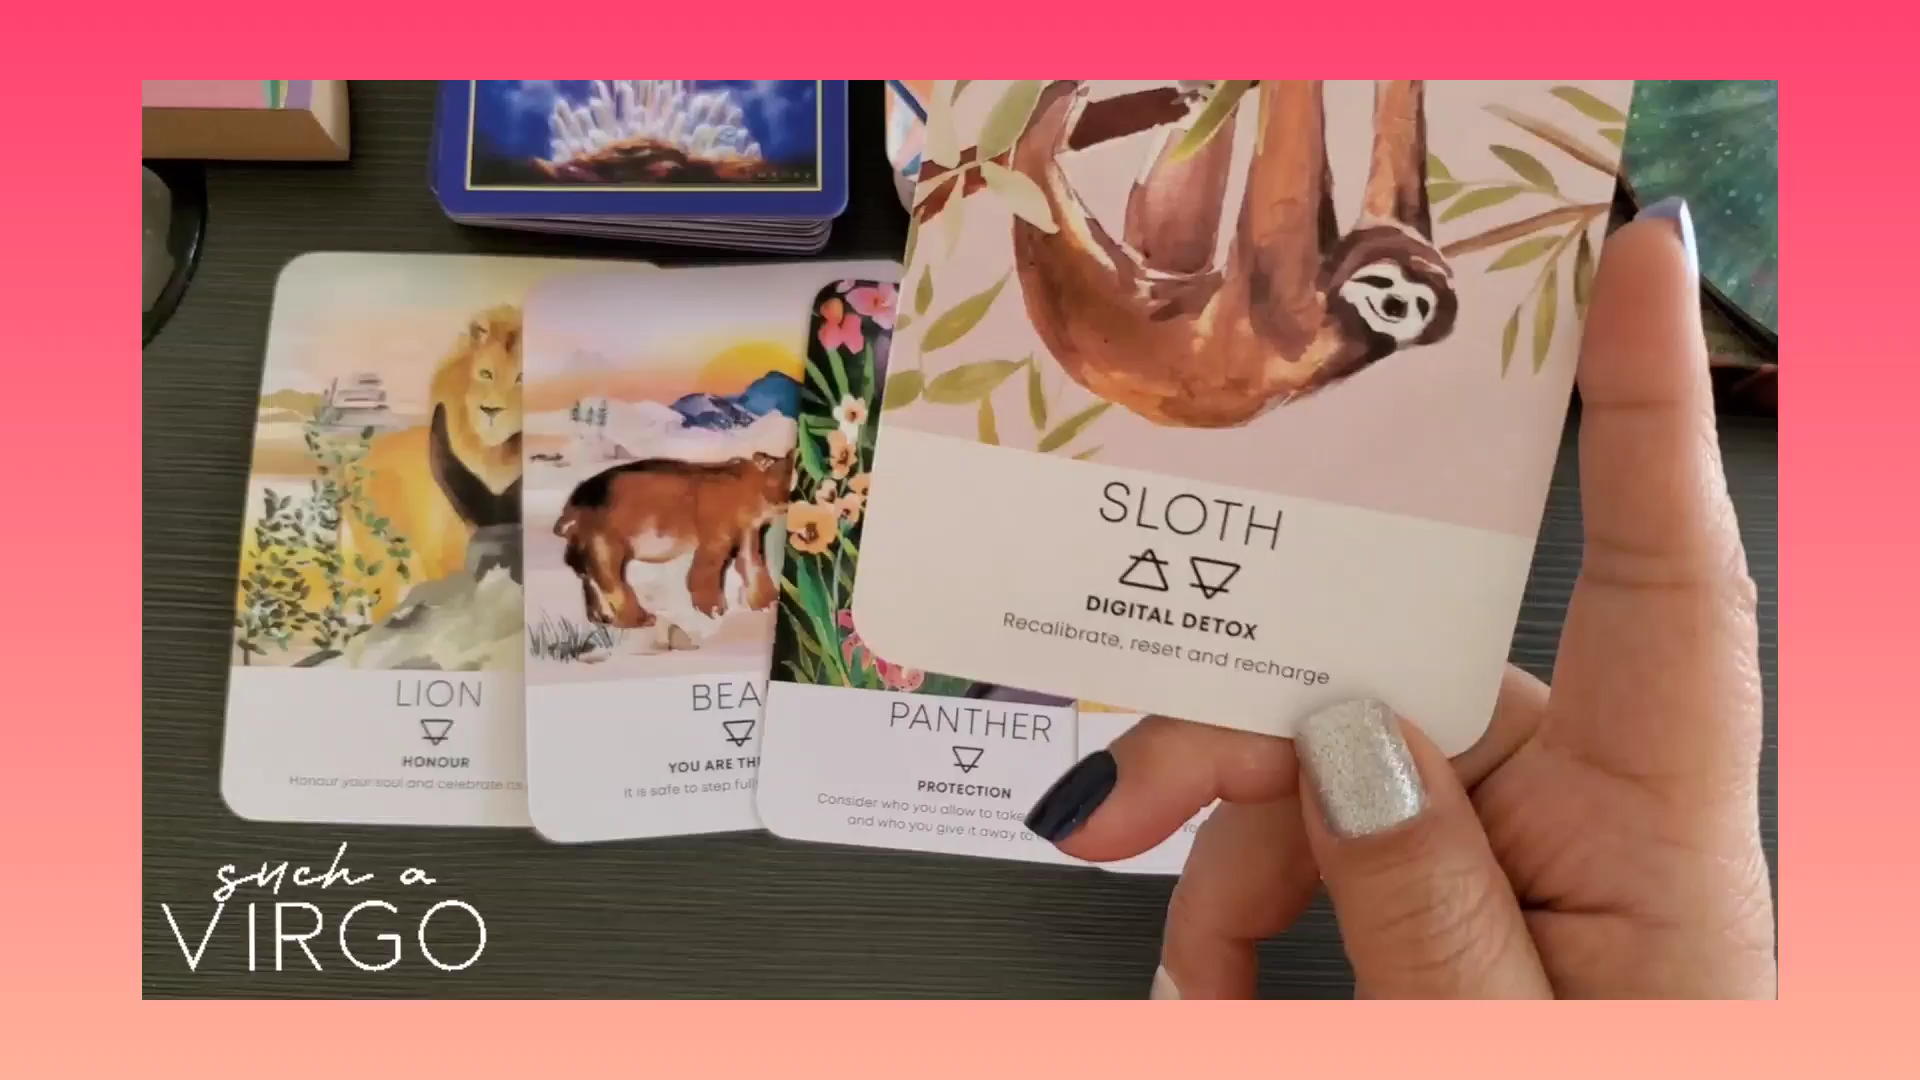 LION
HONOUR
Honour your soul and celebrate
BEA
YOU ARE TH
It is safe to step full
PANTHER
PROTECTION
Consider who you allow to take
and who you give it away to
SLOTH
DIGITAL DETOX
Recalibrate, reset and recharge
such a
VIRGO